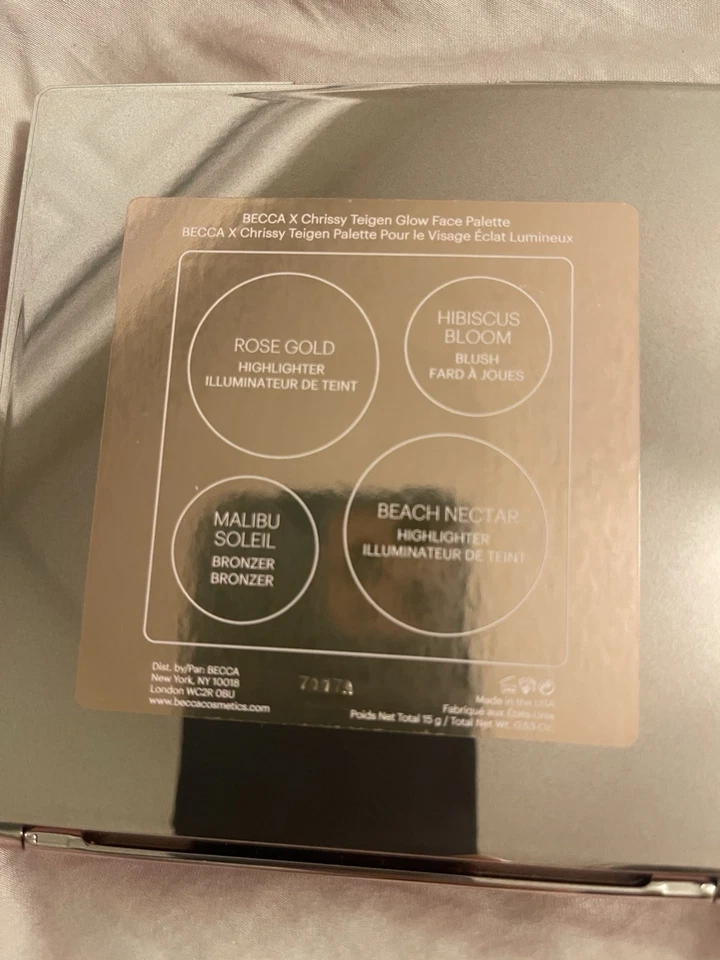 BECCA X Chrissy Teigen Glow Face Palette
BECCA X Chrissy Teigen Palette Pour le Visage Éclat Lumineux
ROSE GOLD
HIGHLIGHTER
ILLUMINATEUR DE TEINT
HIBISCUS
BLOOM
BLUSH
FARD À JOUES
MALIBU
SOLEIL
BRONZER
BRONZER
BEACH NECTAR
HIGHLIGHTER
ILLUMINATEUR DE TEINT
Dist. by/Par: BECCA
New York, NY 10018
London WC2R 0BU
www.beccacosmetics.com
Made in the USA
Fabriqué aux États-Unis
Poids Net Total 15 g / Total Net Wt. 0.53 Oz.